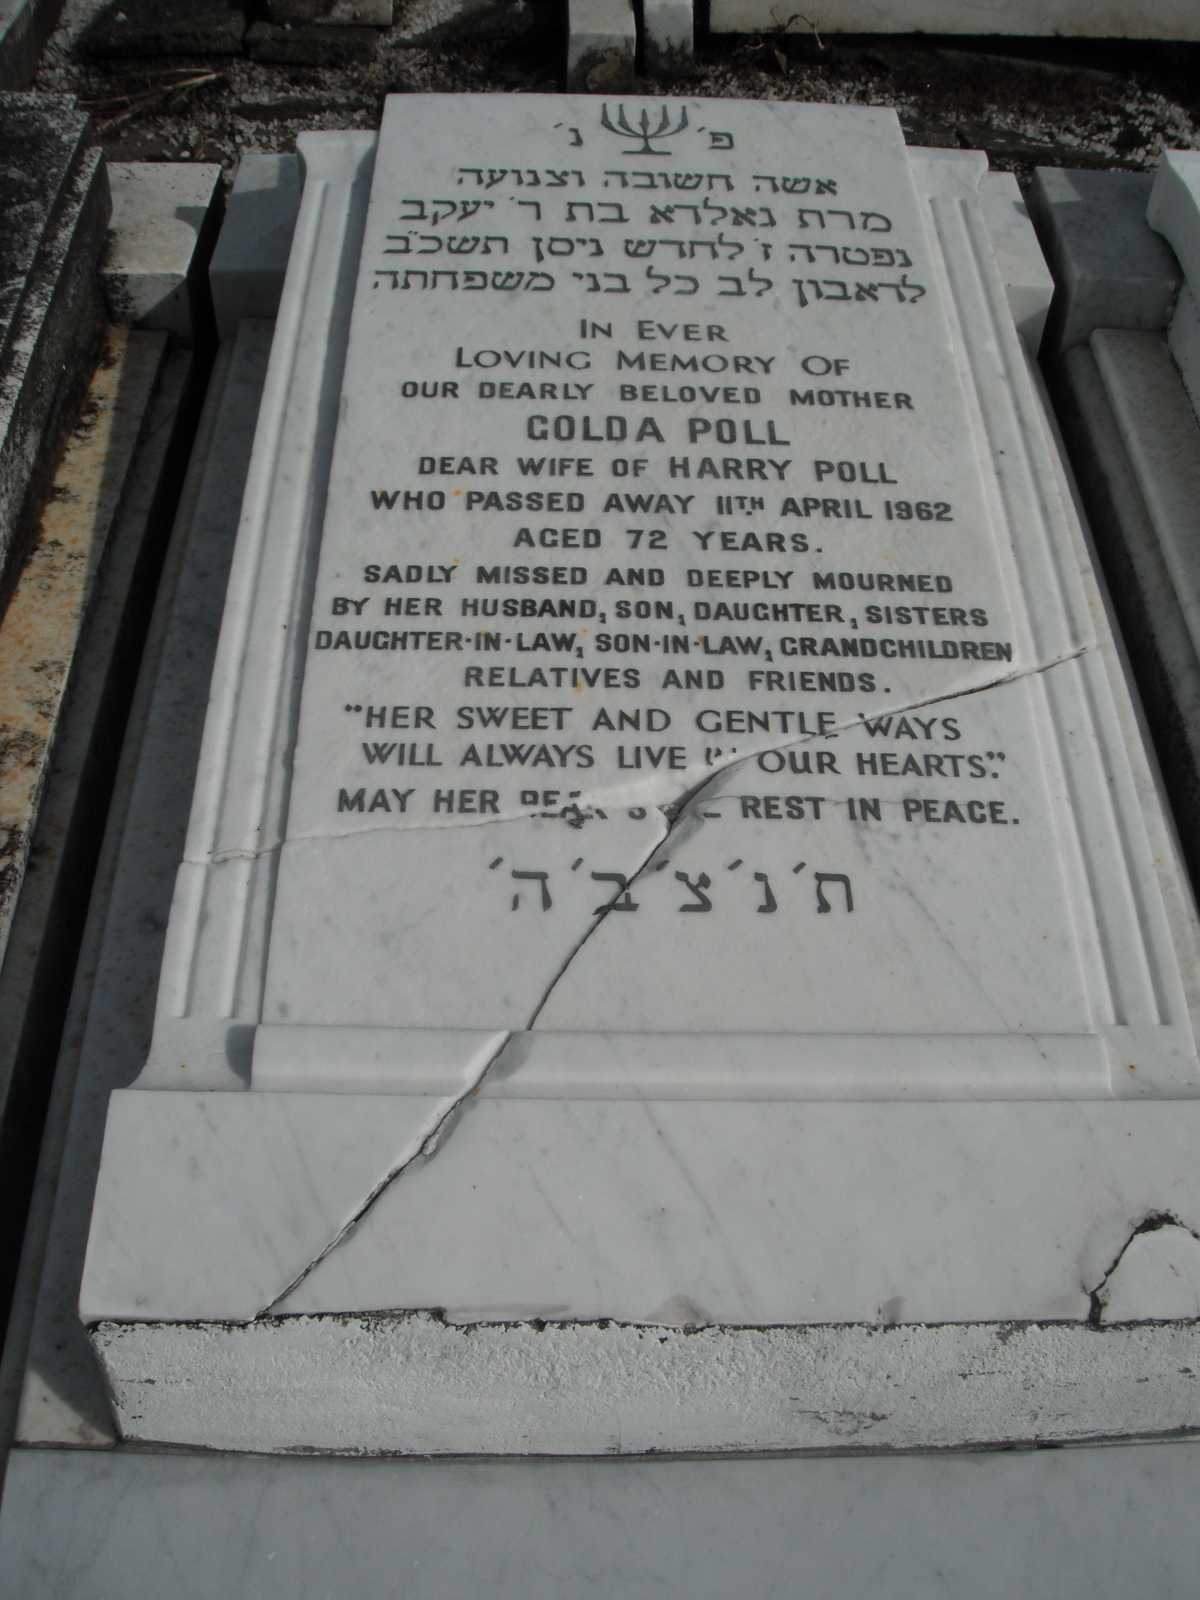 פ׳ נ׳
אשה חשובה וצנועה
מרת גאלדא בת ר׳ יעקב
נפטרה ז׳ לחדש ניסן תשכ״ב
לדאבון לב כל בני משפחתה
IN EVER
LOVING MEMORY OF
OUR DEARLY BELOVED MOTHER
GOLDA POLL
DEAR WIFE OF HARRY POLL
WHO PASSED AWAY 11TH APRIL 1962
AGED 72 YEARS.
SADLY MISSED AND DEEPLY MOURNED
BY HER HUSBAND, SON, DAUGHTER, SISTERS
DAUGHTER-IN-LAW, SON-IN-LAW, GRANDCHILDREN
RELATIVES AND FRIENDS.
"HER SWEET AND GENTLE WAYS
WILL ALWAYS LIVE IN OUR HEARTS."
MAY HER REST IN PEACE.
ת׳נ׳צ׳ב׳ה׳